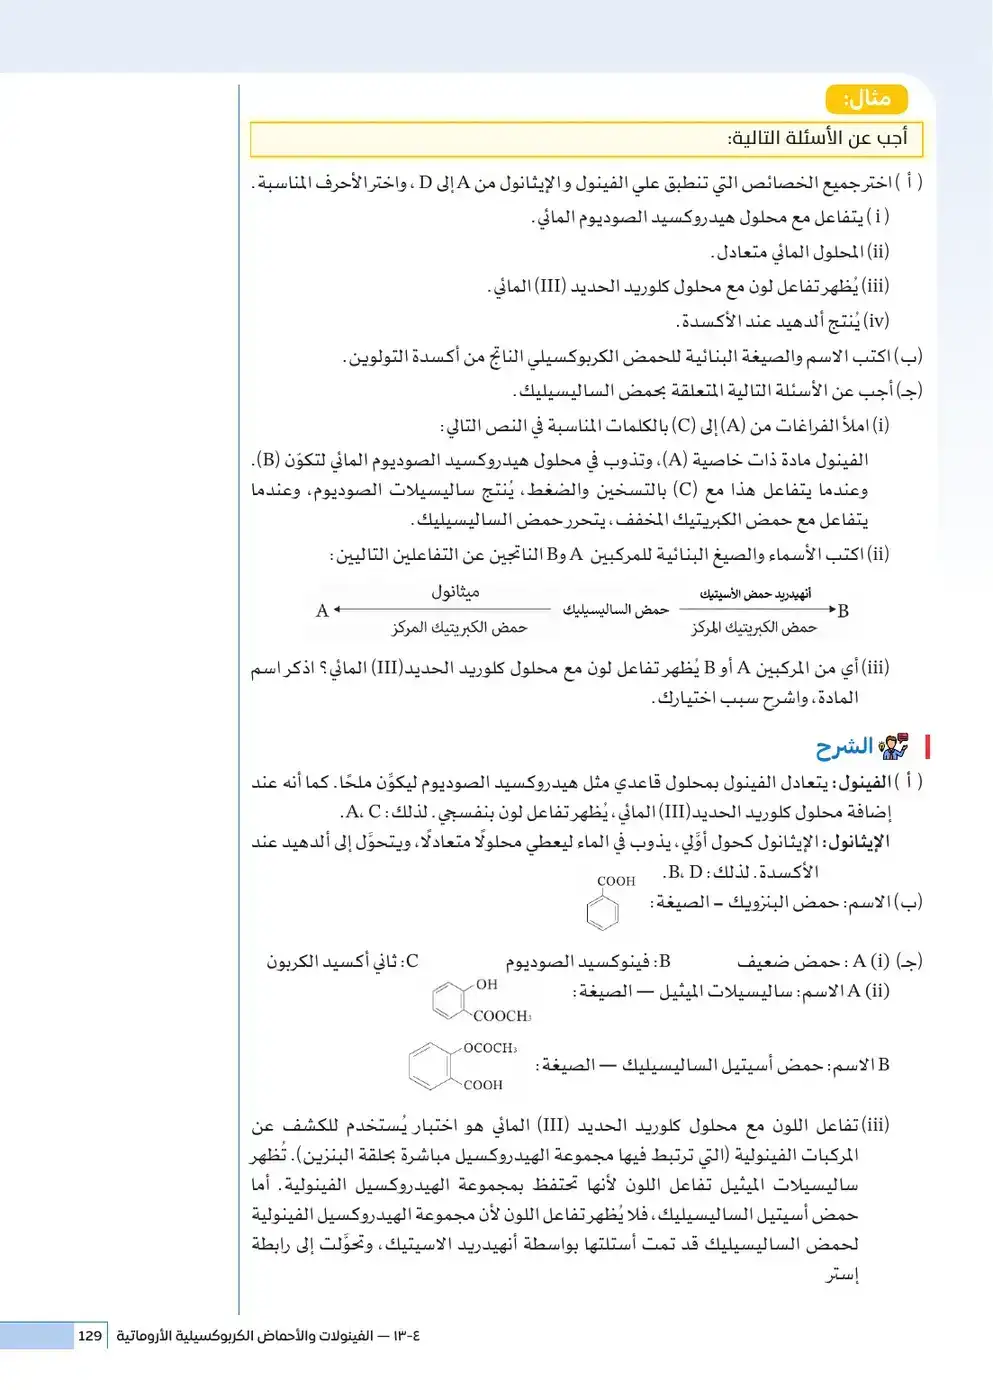 مثال:
أجب عن الأسئلة التالية:
( أ ) اختر جميع الخصائص التي تنطبق علي الفينول والإيثانول من A إلى D ، واختر الأحرف المناسبة.
( i ) يتفاعل مع محلول هيدروكسيد الصوديوم المائي.
(ii) المحلول المائي متعادل.
(iii) يُظهر تفاعل لون مع محلول كلوريد الحديد (III) المائي.
(iv) يُنتج ألدهيد عند الأكسدة.
(ب) اكتب الاسم والصيغة البنائية للحمض الكربوكسيلي الناتج من أكسدة التولوين.
(جـ) أجب عن الأسئلة التالية المتعلقة بحمض الساليسيليك.
(i) املأ الفراغات من (A) إلى (C) بالكلمات المناسبة في النص التالي:
الفينول مادة ذات خاصية (A)، وتذوب في محلول هيدروكسيد الصوديوم المائي لتكوّن (B).
وعندما يتفاعل هذا مع (C) بالتسخين والضغط، يُنتج ساليسيلات الصوديوم، وعندما
يتفاعل مع حمض الكبريتيك المخفف، يتحرر حمض الساليسيليك.
(ii) اكتب الأسماء والصيغ البنائية للمركبين A وB الناتجين عن التفاعلين التاليين:
أنهيدريد حمض الأسيتيك ميثانول
B حمض الساليسيليك A
حمض الكبريتيك المركز حمض الكبريتيك المركز
(iii) أي من المركبين A أو B يُظهر تفاعل لون مع محلول كلوريد الحديد(III) المائي؟ اذكر اسم
المادة، واشرح سبب اختيارك.
الشرح
( أ ) الفينول: يتعادل الفينول بمحلول قاعدي مثل هيدروكسيد الصوديوم ليكوِّن ملحًا. كما أنه عند
إضافة محلول كلوريد الحديد(III) المائي، يُظهر تفاعل لون بنفسجي. لذلك: A، C.
الإيثانول: الإيثانول كحول أوَّلي، يذوب في الماء ليعطي محلولًا متعادلًا، ويتحوَّل إلى ألدهيد عند
الأكسدة. لذلك: B، D.
COOH
(ب) الاسم: حمض البنزويك – الصيغة:
(جـ) A (i) : حمض ضعيف B: فينوكسيد الصوديوم C: ثاني أكسيد الكربون
A (ii) الاسم: ساليسيلات الميثيل — الصيغة:
OH
COOCH₃
OCOCH₃
B الاسم: حمض أسيتيل الساليسيليك — الصيغة:
COOH
(iii) تفاعل اللون مع محلول كلوريد الحديد (III) المائي هو اختبار يُستخدم للكشف عن
المركبات الفينولية (التي ترتبط فيها مجموعة الهيدروكسيل مباشرة بحلقة البنزين). تُظهر
ساليسيلات الميثيل تفاعل اللون لأنها تحتفظ بمجموعة الهيدروكسيل الفينولية. أما
حمض أسيتيل الساليسيليك، فلا يُظهر تفاعل اللون لأن مجموعة الهيدروكسيل الفينولية
لحمض الساليسيليك قد تمت أستلتها بواسطة أنهيدريد الاسيتيك، وتحوَّلت إلى رابطة
إستر
٤-١٣ — الفينولات والأحماض الكربوكسيلية الأروماتية 129